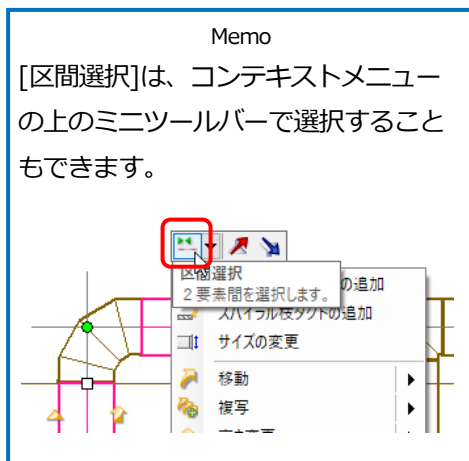 Memo
[区間選択]は、コンテキストメニュー
の上のミニツールバーで選択すること
もできます。
区間選択
2要素間を選択します。
の追加
スパイラル枝ダクトの追加
サイズの変更
移動
複写